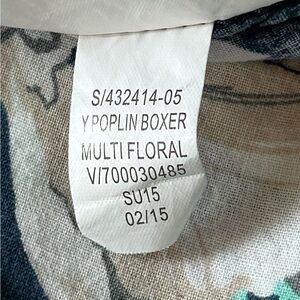 S/432414-05
Y POPLIN BOXER
MULTI FLORAL
V/700030485
SU15
02/15